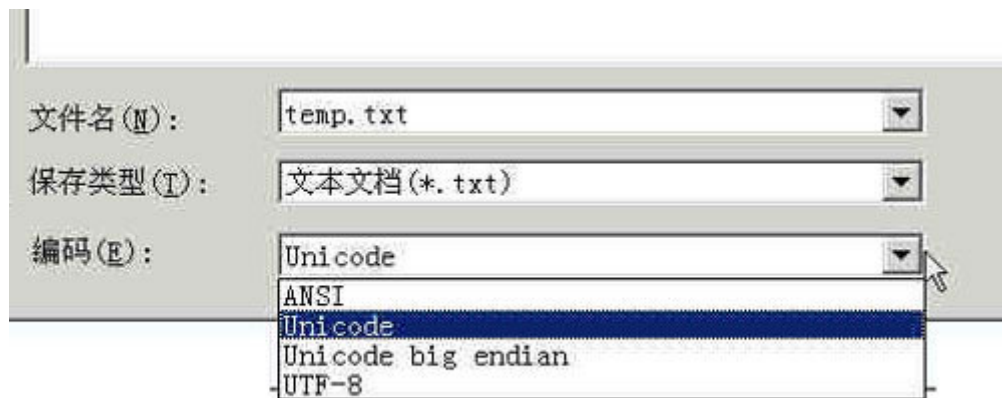 文件名(N): temp.txt
保存类型(T): 文本文档(*.txt)
编码(E): Unicode
ANSI
Unicode
Unicode big endian
UTF-8